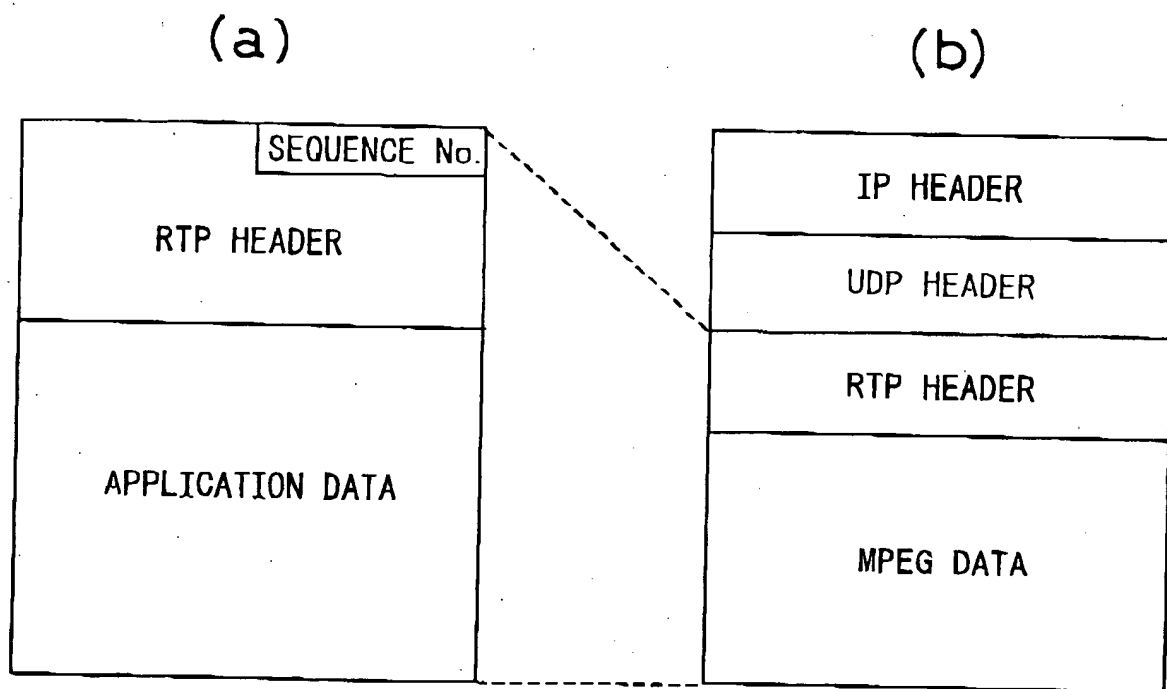 (a)
SEQUENCE No.
RTP HEADER
APPLICATION DATA
(b)
IP HEADER
UDP HEADER
RTP HEADER
MPEG DATA